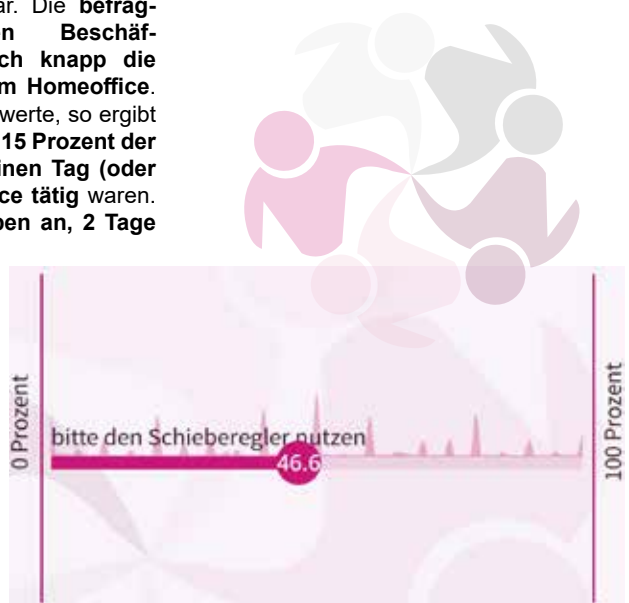 ar. Die befrag-
en Beschäf-
ch knapp die
m Homeoffice.
werte, so ergibt
15 Prozent der
inen Tag (oder
ce tätig waren.
ben an, 2 Tage
0 Prozent
bitte den Schieberegler nutzen
46.6
100 Prozent